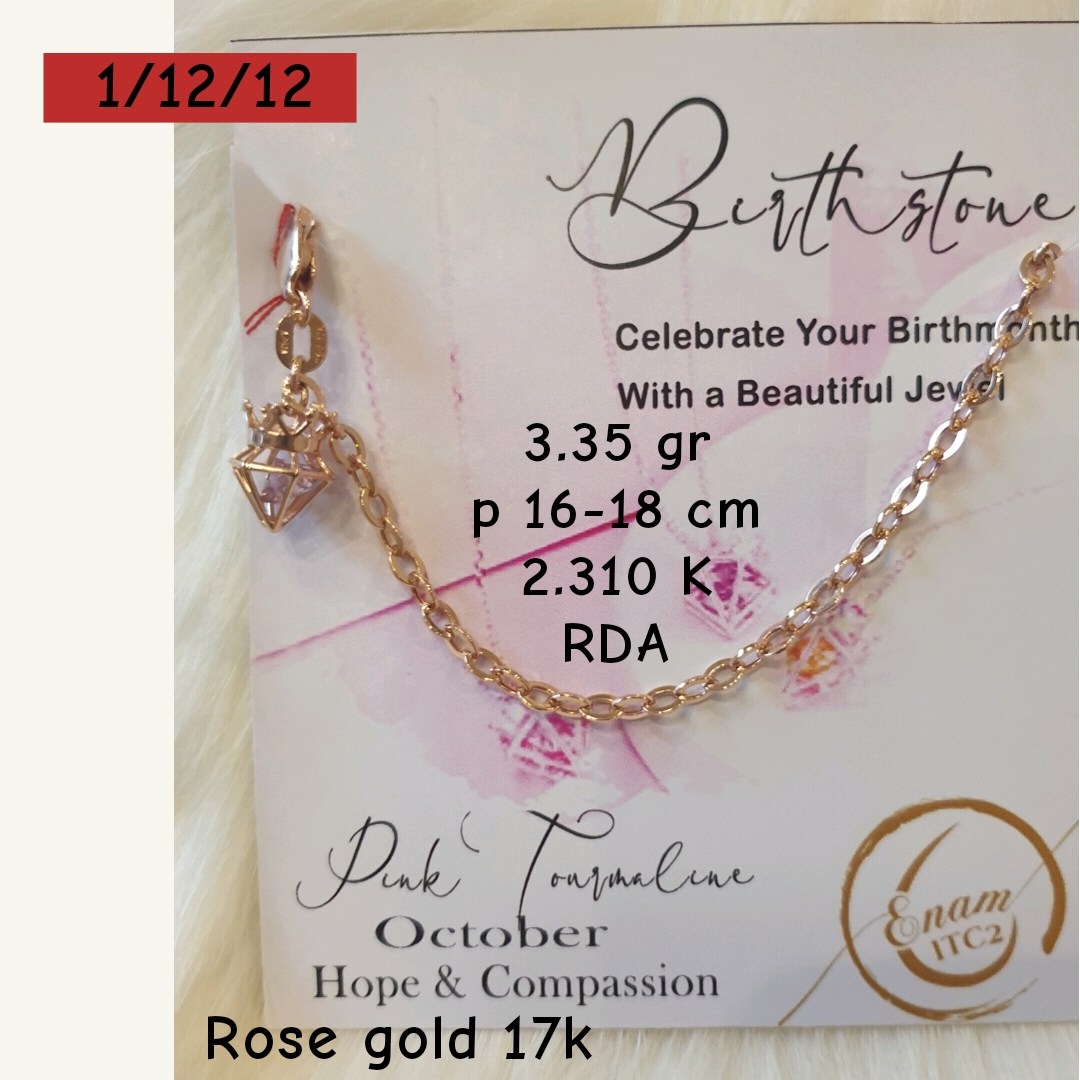 1/12/12
Birthstone
Celebrate Your Birthmonth
With a Beautiful Jewel
3.35 gr
p 16-18 cm
2.310 K
RDA
Pink Tourmaline
October
Hope & Compassion
Enam
ITC2
Rose gold 17k